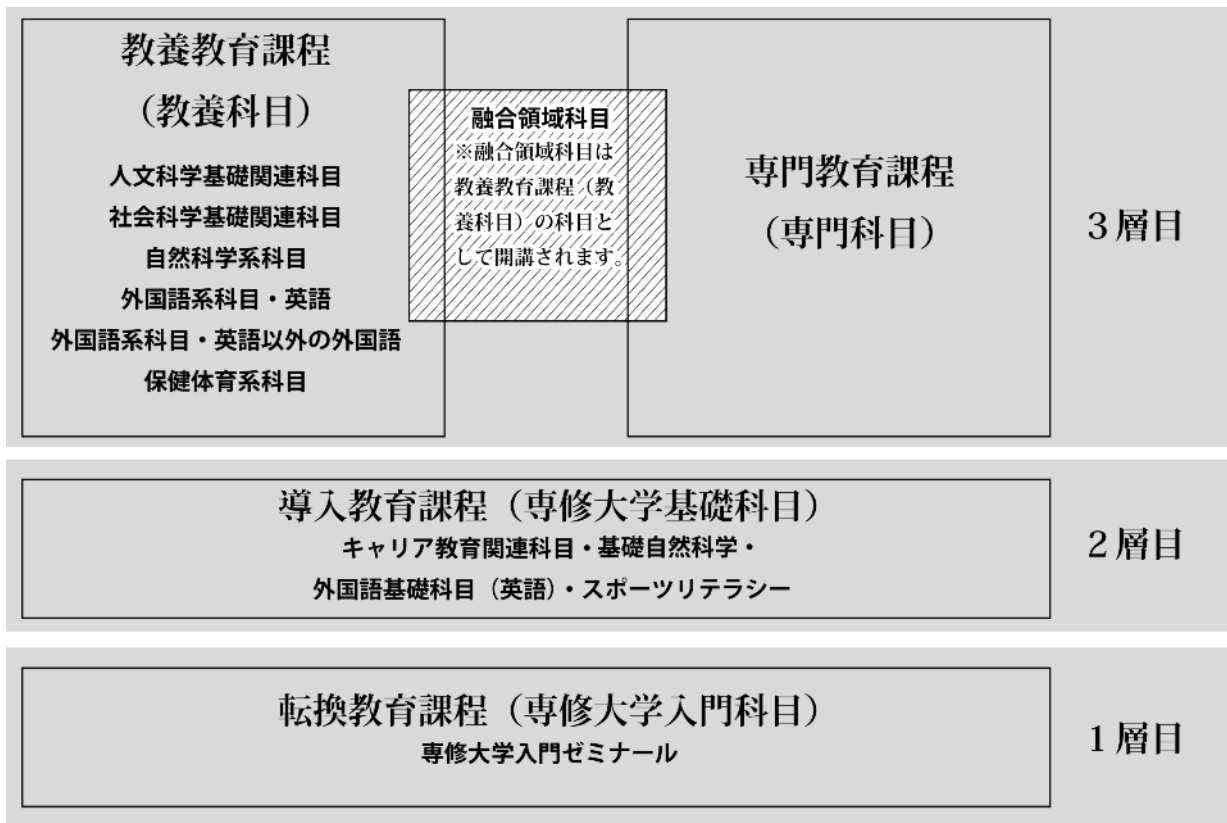 教養教育課程
（教養科目）
人文科学基礎関連科目
社会科学基礎関連科目
自然科学系科目
外国語系科目・英語
外国語系科目・英語以外の外国語
保健体育系科目
融合領域科目
※融合領域科目は
教養教育課程（教
養科目）の科目と
して開講されます。
専門教育課程
（専門科目）
３層目
導入教育課程（専修大学基礎科目）
キャリア教育関連科目・基礎自然科学・
外国語基礎科目（英語）・スポーツリテラシー
２層目
転換教育課程（専修大学入門科目）
専修大学入門ゼミナール
１層目